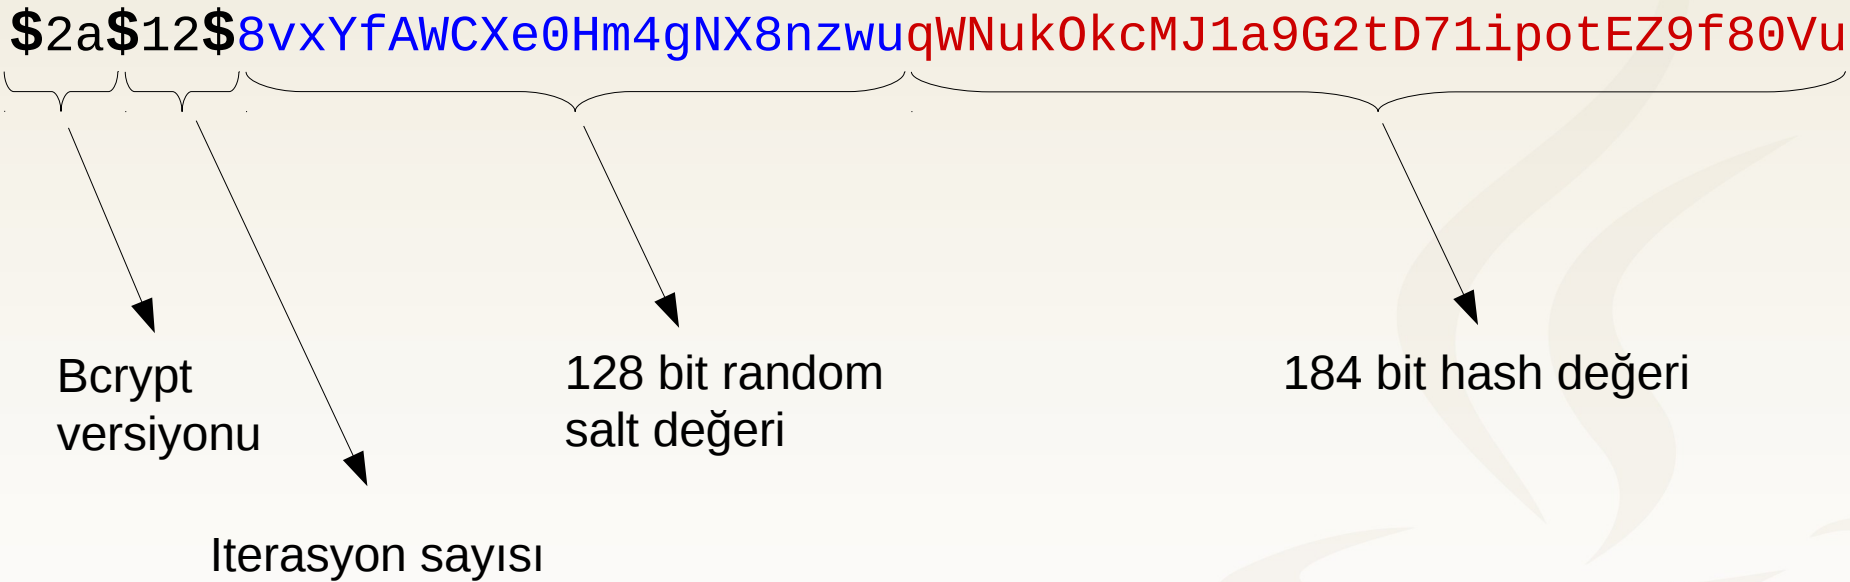 $2a$12$8vxYfAWCXe0Hm4gNX8nzwuqWNukOkcMJ1a9G2tD71ipotEZ9f80Vu
Bcrypt
versiyonu
128 bit random
salt değeri
184 bit hash değeri
Iterasyon sayısı